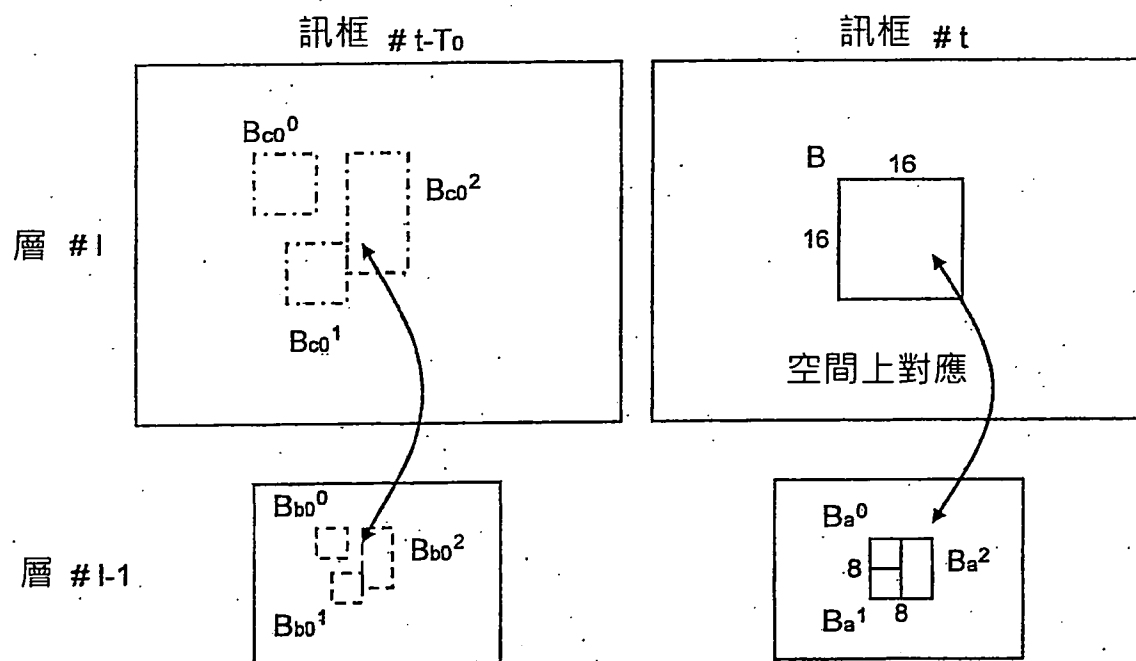 訊框 # t-T0
訊框 # t
層 # l
Bc0^0
Bc0^2
Bc0^1
B
16
16
空間上對應
層 # l-1
Bb0^0
Bb0^2
Bb0^1
Ba^0
8
Ba^2
Ba^1
8